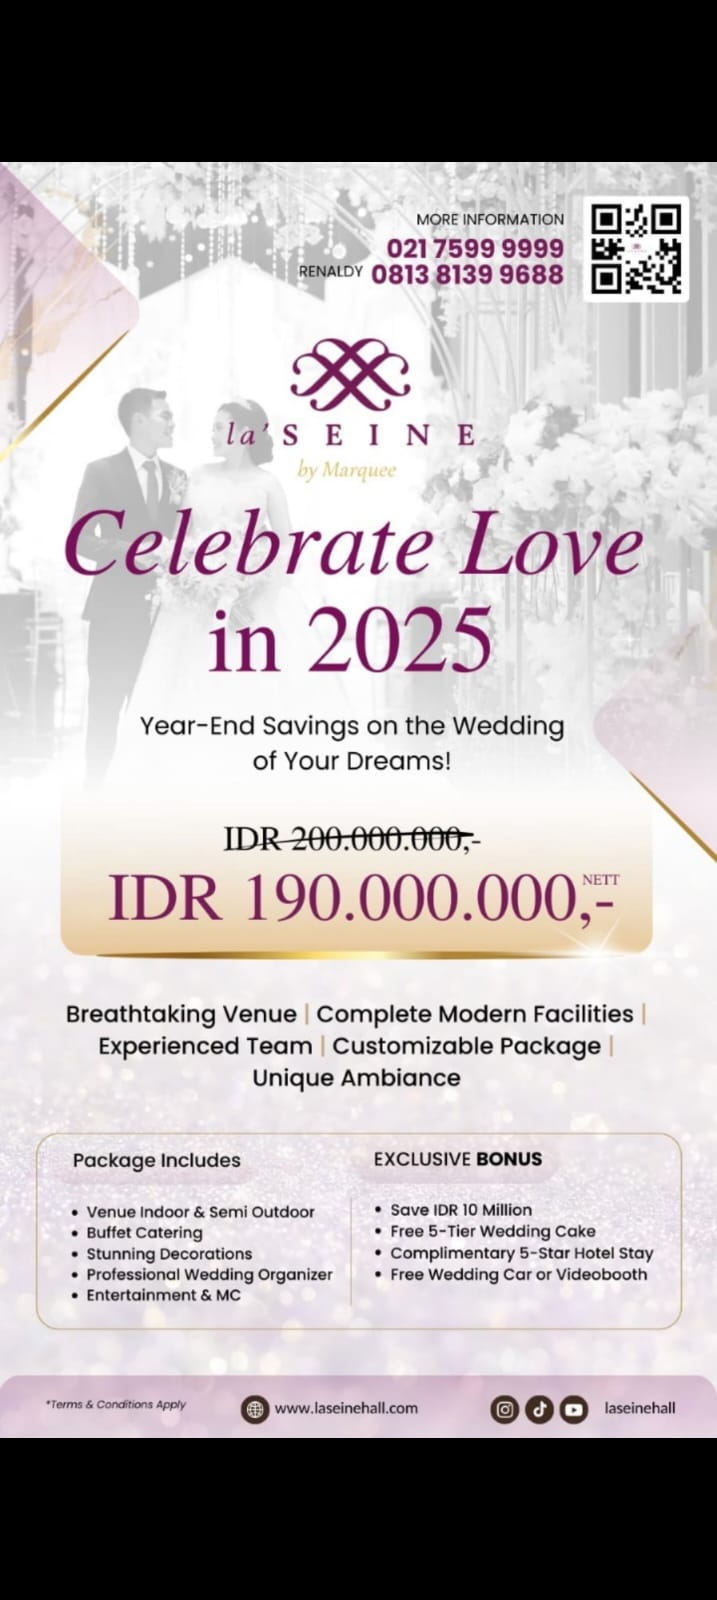 MORE INFORMATION
021 7599 9999
RENALDY 0813 8139 9688
la' SEINE
by Marquee
Celebrate Love
in 2025
Year-End Savings on the Wedding
of Your Dreams!
IDR 200.000.000,-
IDR 190.000.000,- NETT
Breathtaking Venue | Complete Modern Facilities |
Experienced Team | Customizable Package |
Unique Ambiance
Package Includes
• Venue Indoor & Semi Outdoor
• Buffet Catering
• Stunning Decorations
• Professional Wedding Organizer
• Entertainment & MC
EXCLUSIVE BONUS
• Save IDR 10 Million
• Free 5-Tier Wedding Cake
• Complimentary 5-Star Hotel Stay
• Free Wedding Car or Videobooth
*Terms & Conditions Apply
www.laseinehall.com
laseinehall